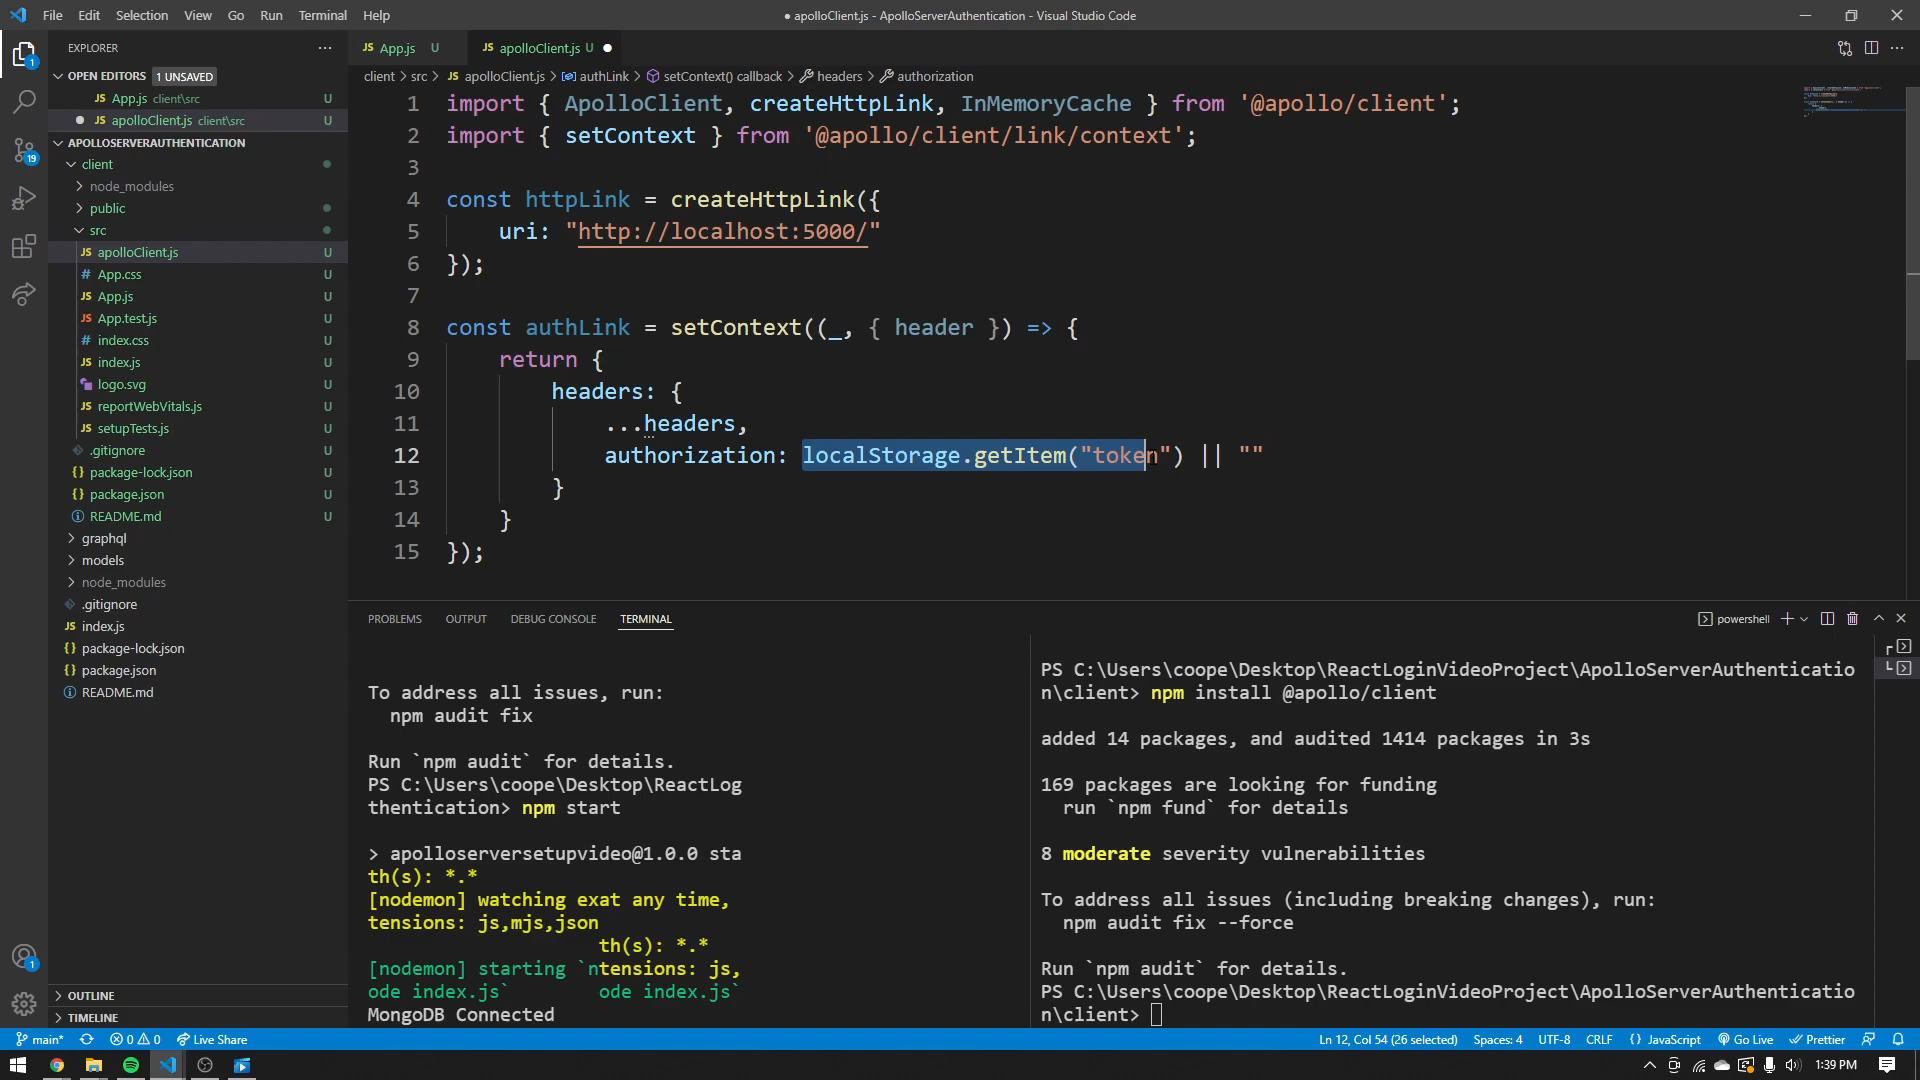 File Edit Selection View Go Run Terminal Help
● apolloClient.js - ApolloServerAuthentication - Visual Studio Code
EXPLORER
OPEN EDITORS 1 UNSAVED
JS App.js client\src U
● JS apolloClient.js client\src U
APOLLOSERVERAUTHENTICATION
client
node_modules
public
src
JS apolloClient.js U
# App.css U
JS App.js U
JS App.test.js U
# index.css U
JS index.js U
logo.svg U
JS reportWebVitals.js U
JS setupTests.js U
.gitignore U
{} package-lock.json U
{} package.json U
README.md U
graphql
models
node_modules
.gitignore
JS index.js
{} package-lock.json
{} package.json
README.md
OUTLINE
TIMELINE
1
19
1
JS App.js U
JS apolloClient.js U ●
client > src > JS apolloClient.js > authLink > setContext() callback > headers > authorization
1 import { ApolloClient, createHttpLink, InMemoryCache } from '@apollo/client';
2 import { setContext } from '@apollo/client/link/context';
3
4 const httpLink = createHttpLink({
5 uri: "http://localhost:5000/"
6 });
7
8 const authLink = setContext((_, { header }) => {
9 return {
10 headers: {
11 ...headers,
12 authorization: localStorage.getItem("token") || ""
13 }
14 }
15 });
PROBLEMS OUTPUT DEBUG CONSOLE TERMINAL
powershell
To address all issues, run:
npm audit fix
Run `npm audit` for details.
PS C:\Users\coope\Desktop\ReactLog
thentication> npm start
> apolloserversetupvideo@1.0.0 sta
th(s): *.*
[nodemon] watching exat any time,
tensions: js,mjs,json
th(s): *.*
[nodemon] starting `ntensions: js,
ode index.js` ode index.js`
MongoDB Connected
PS C:\Users\coope\Desktop\ReactLoginVideoProject\ApolloServerAuthenticatio
n\client> npm install @apollo/client
added 14 packages, and audited 1414 packages in 3s
169 packages are looking for funding
run `npm fund` for details
8 moderate severity vulnerabilities
To address all issues (including breaking changes), run:
npm audit fix --force
Run `npm audit` for details.
PS C:\Users\coope\Desktop\ReactLoginVideoProject\ApolloServerAuthenticatio
n\client>
main* 0 0 Live Share
Ln 12, Col 54 (26 selected) Spaces: 4 UTF-8 CRLF {} JavaScript Go Live Prettier
1:39 PM